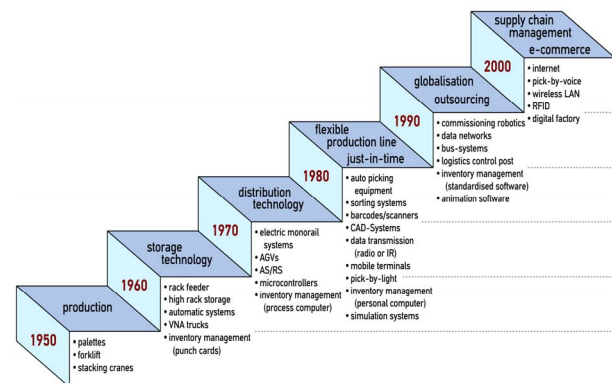 supply chain
management
e-commerce
2000
• internet
• pick-by-voice
• wireless LAN
• RFID
• digital factory
globalisation
outsourcing
1990
• commissioning robotics
• data networks
• bus-systems
• logistics control post
• inventory management
(standardised software)
• animation software
flexible
production line
just-in-time
1980
• auto picking
equipment
• sorting systems
• barcodes/scanners
• CAD-Systems
• data transmission
(radio or IR)
• mobile terminals
• pick-by-light
• inventory management
(personal computer)
• simulation systems
distribution
technology
1970
• electric monorail
systems
• AGVs
• AS/RS
• microcontrollers
• inventory management
(process computer)
storage
technology
1960
• rack feeder
• high rack storage
• automatic systems
• VNA trucks
• inventory management
(punch cards)
production
1950
• palettes
• forklift
• stacking cranes